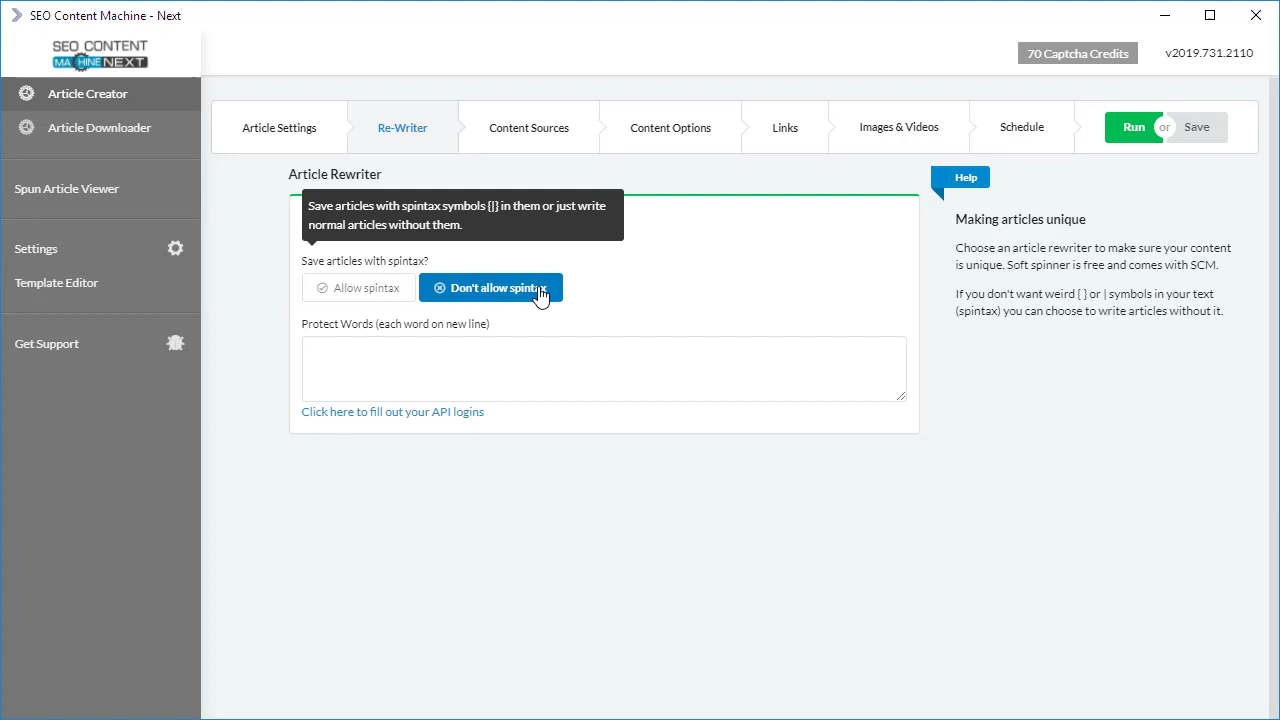 SEO Content Machine - Next
SEO CONTENT
MACHINE NEXT
70 Captcha Credits
v2019.731.2110
Article Creator
Article Downloader
Spun Article Viewer
Settings
Template Editor
Get Support
Article Settings
Re-Writer
Content Sources
Content Options
Links
Images & Videos
Schedule
Run
or
Save
Article Rewriter
Save articles with spintax symbols {|} in them or just write
normal articles without them.
Save articles with spintax?
Allow spintax
Don't allow spintax
Protect Words (each word on new line)
Click here to fill out your API logins
Help
Making articles unique
Choose an article rewriter to make sure your content
is unique. Soft spinner is free and comes with SCM.
If you don't want weird { } or | symbols in your text
(spintax) you can choose to write articles without it.